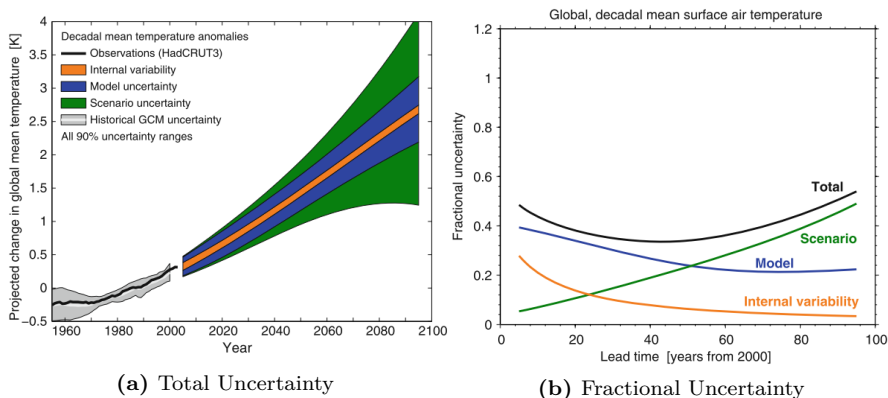 Decadal mean temperature anomalies
Observations (HadCRUT3)
Internal variability
Model uncertainty
Scenario uncertainty
Historical GCM uncertainty
All 90% uncertainty ranges
Projected change in global mean temperature [K]
4
3.5
3
2.5
2
1.5
1
0.5
0
−0.5
1960 1980 2000 2020 2040 2060 2080 2100
Year
(a) Total Uncertainty
Global, decadal mean surface air temperature
Fractional uncertainty
1.2
1
0.8
0.6
0.4
0.2
0
Total
Scenario
Model
Internal variability
0 20 40 60 80 100
Lead time [years from 2000]
(b) Fractional Uncertainty